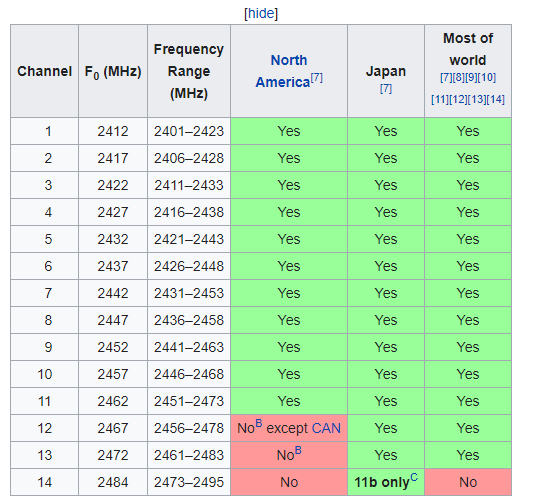 [hide]
Channel F0 (MHz) Frequency Range (MHz) North America[7] Japan [7] Most of world [7][8][9][10] [11][12][13][14]
1 2412 2401–2423 Yes Yes Yes
2 2417 2406–2428 Yes Yes Yes
3 2422 2411–2433 Yes Yes Yes
4 2427 2416–2438 Yes Yes Yes
5 2432 2421–2443 Yes Yes Yes
6 2437 2426–2448 Yes Yes Yes
7 2442 2431–2453 Yes Yes Yes
8 2447 2436–2458 Yes Yes Yes
9 2452 2441–2463 Yes Yes Yes
10 2457 2446–2468 Yes Yes Yes
11 2462 2451–2473 Yes Yes Yes
12 2467 2456–2478 NoB except CAN Yes Yes
13 2472 2461–2483 NoB Yes Yes
14 2484 2473–2495 No 11b onlyC No